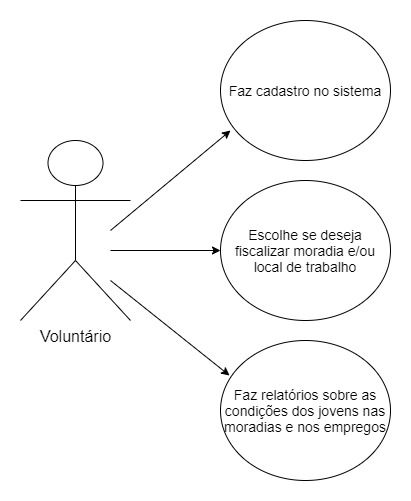 Faz cadastro no sistema
Escolhe se deseja
fiscalizar moradia e/ou
local de trabalho
Voluntário
Faz relatórios sobre as
condições dos jovens nas
moradias e nos empregos